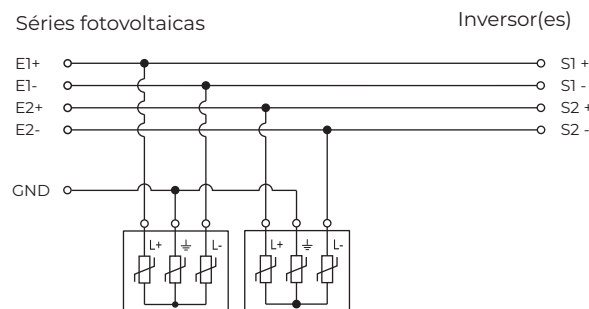 Séries fotovoltaicas
Inversor(es)
E1+
S1 +
E1-
S1 -
E2+
S2 +
E2-
S2 -
GND
L+
L-
L+
L-